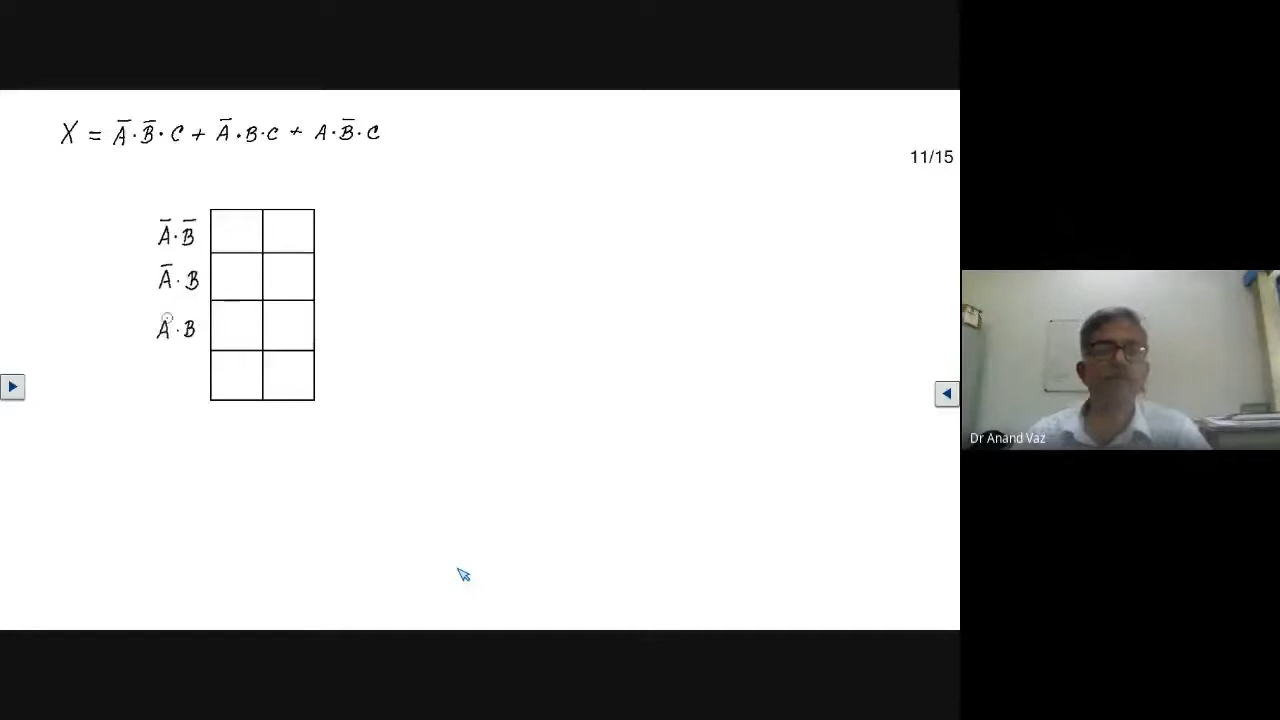 X = A̅·B̅·C + A̅·B·C + A·B̅·C
11/15
A̅·B̅
A̅·B
A·B
Dr Anand Vaz